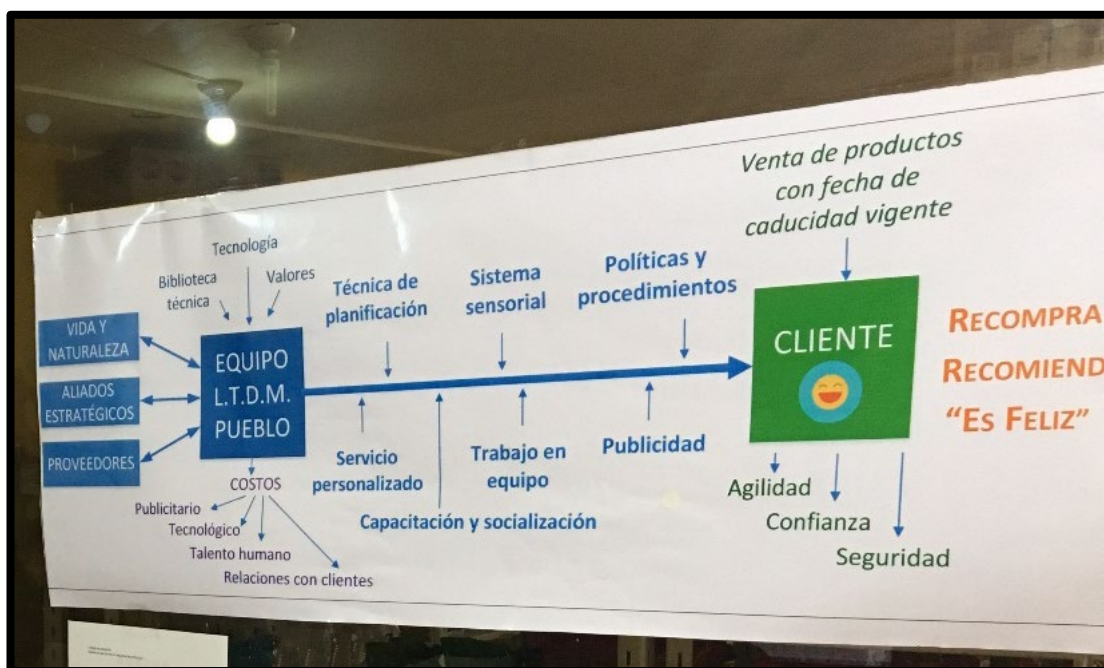 Venta de productos
con fecha de
caducidad vigente
Tecnología
Biblioteca
técnica
Valores
Técnica de
planificación
Sistema
sensorial
Políticas y
procedimientos
VIDA Y
NATURALEZA
ALIADOS
ESTRATÉGICOS
PROVEEDORES
EQUIPO
L.T.D.M.
PUEBLO
CLIENTE
RECOMPRA
RECOMIEND
“ES FELIZ”
Servicio
personalizado
Capacitación y socialización
Trabajo en
equipo
Publicidad
COSTOS
Publicitario
Tecnológico
Talento humano
Relaciones con clientes
Agilidad
Confianza
Seguridad